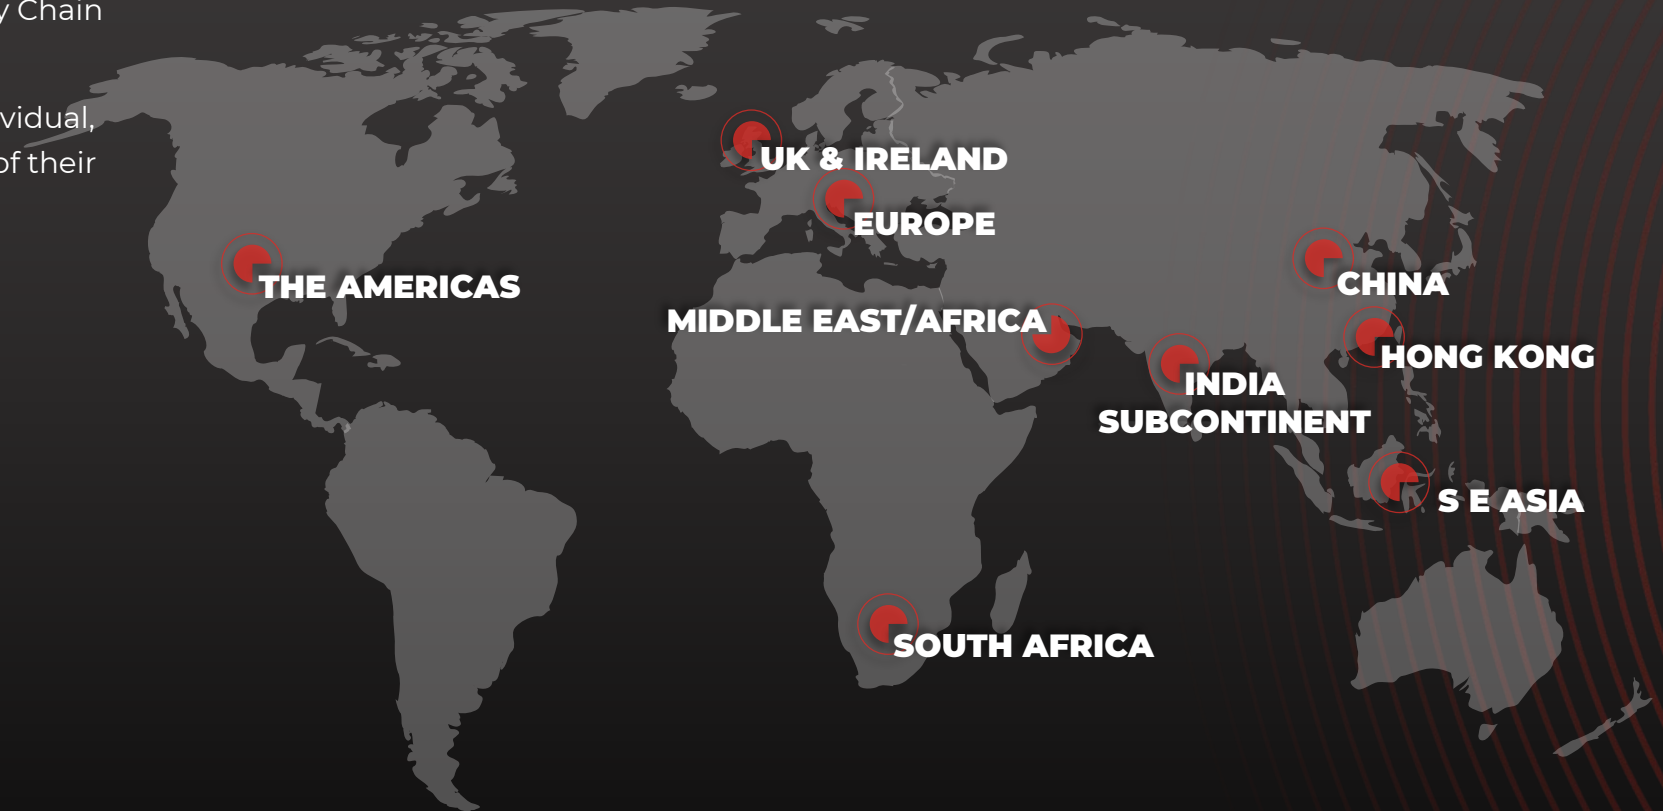 y Chain
vidual,
of their
UK & IRELAND
EUROPE
THE AMERICAS
CHINA
MIDDLE EAST/AFRICA
HONG KONG
INDIA
SUBCONTINENT
S E ASIA
SOUTH AFRICA